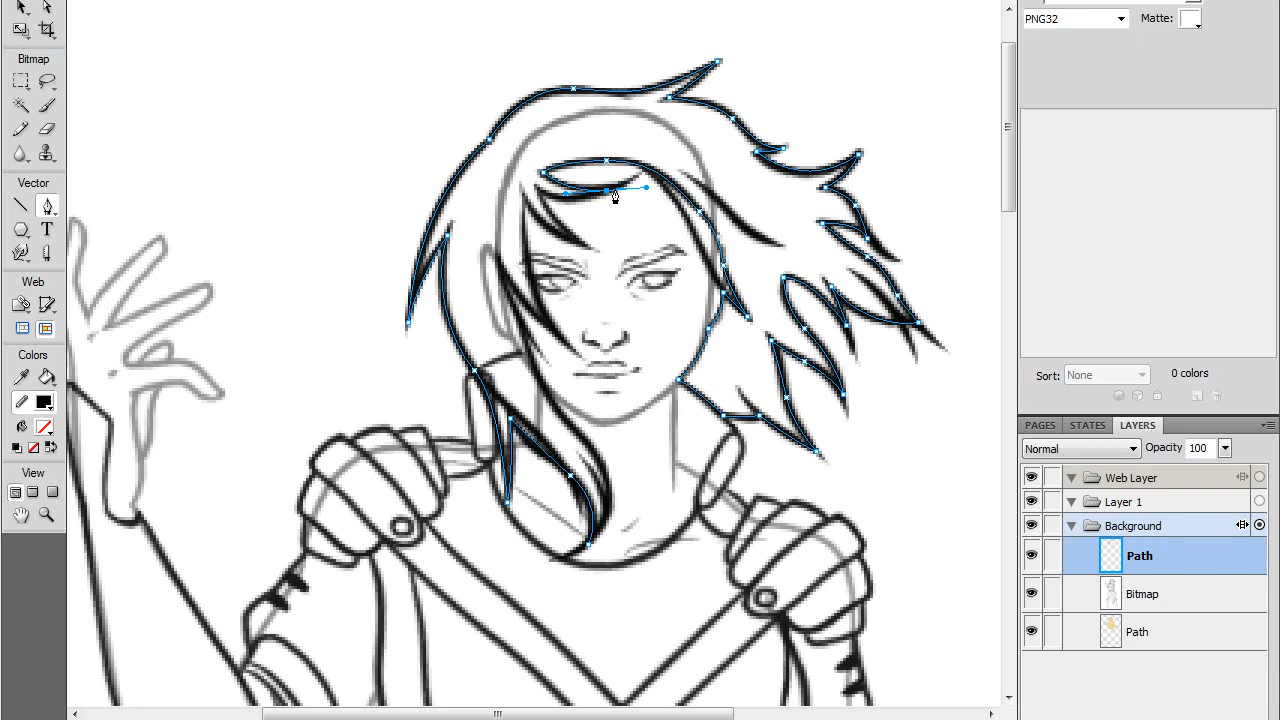 PNG32
Matte:
Bitmap
Vector
T
Web
Colors
View
Sort:
None
0 colors
PAGES
STATES
LAYERS
Normal
Opacity
100
Web Layer
Layer 1
Background
Path
Bitmap
Path